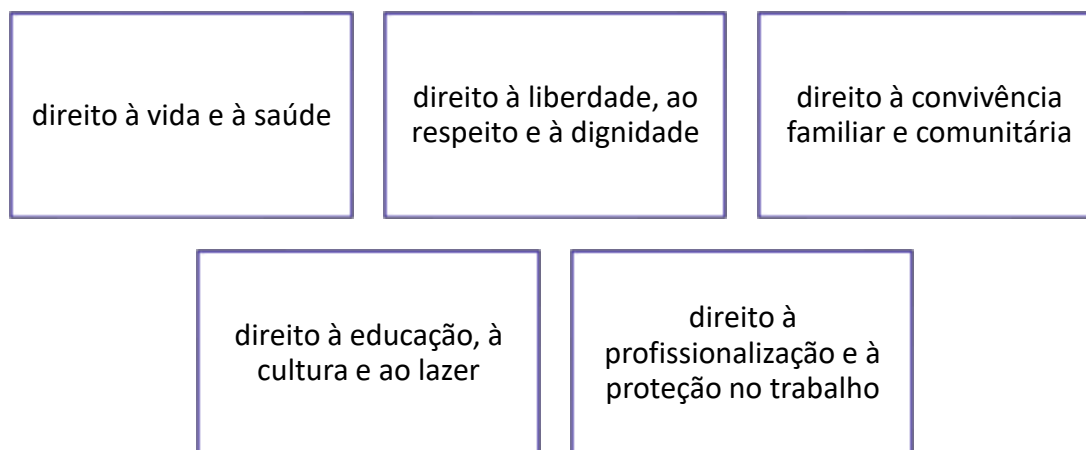 direito à vida e à saúde
direito à liberdade, ao
respeito e à dignidade
direito à convivência
familiar e comunitária
direito à educação, à
cultura e ao lazer
direito à
profissionalização e à
proteção no trabalho